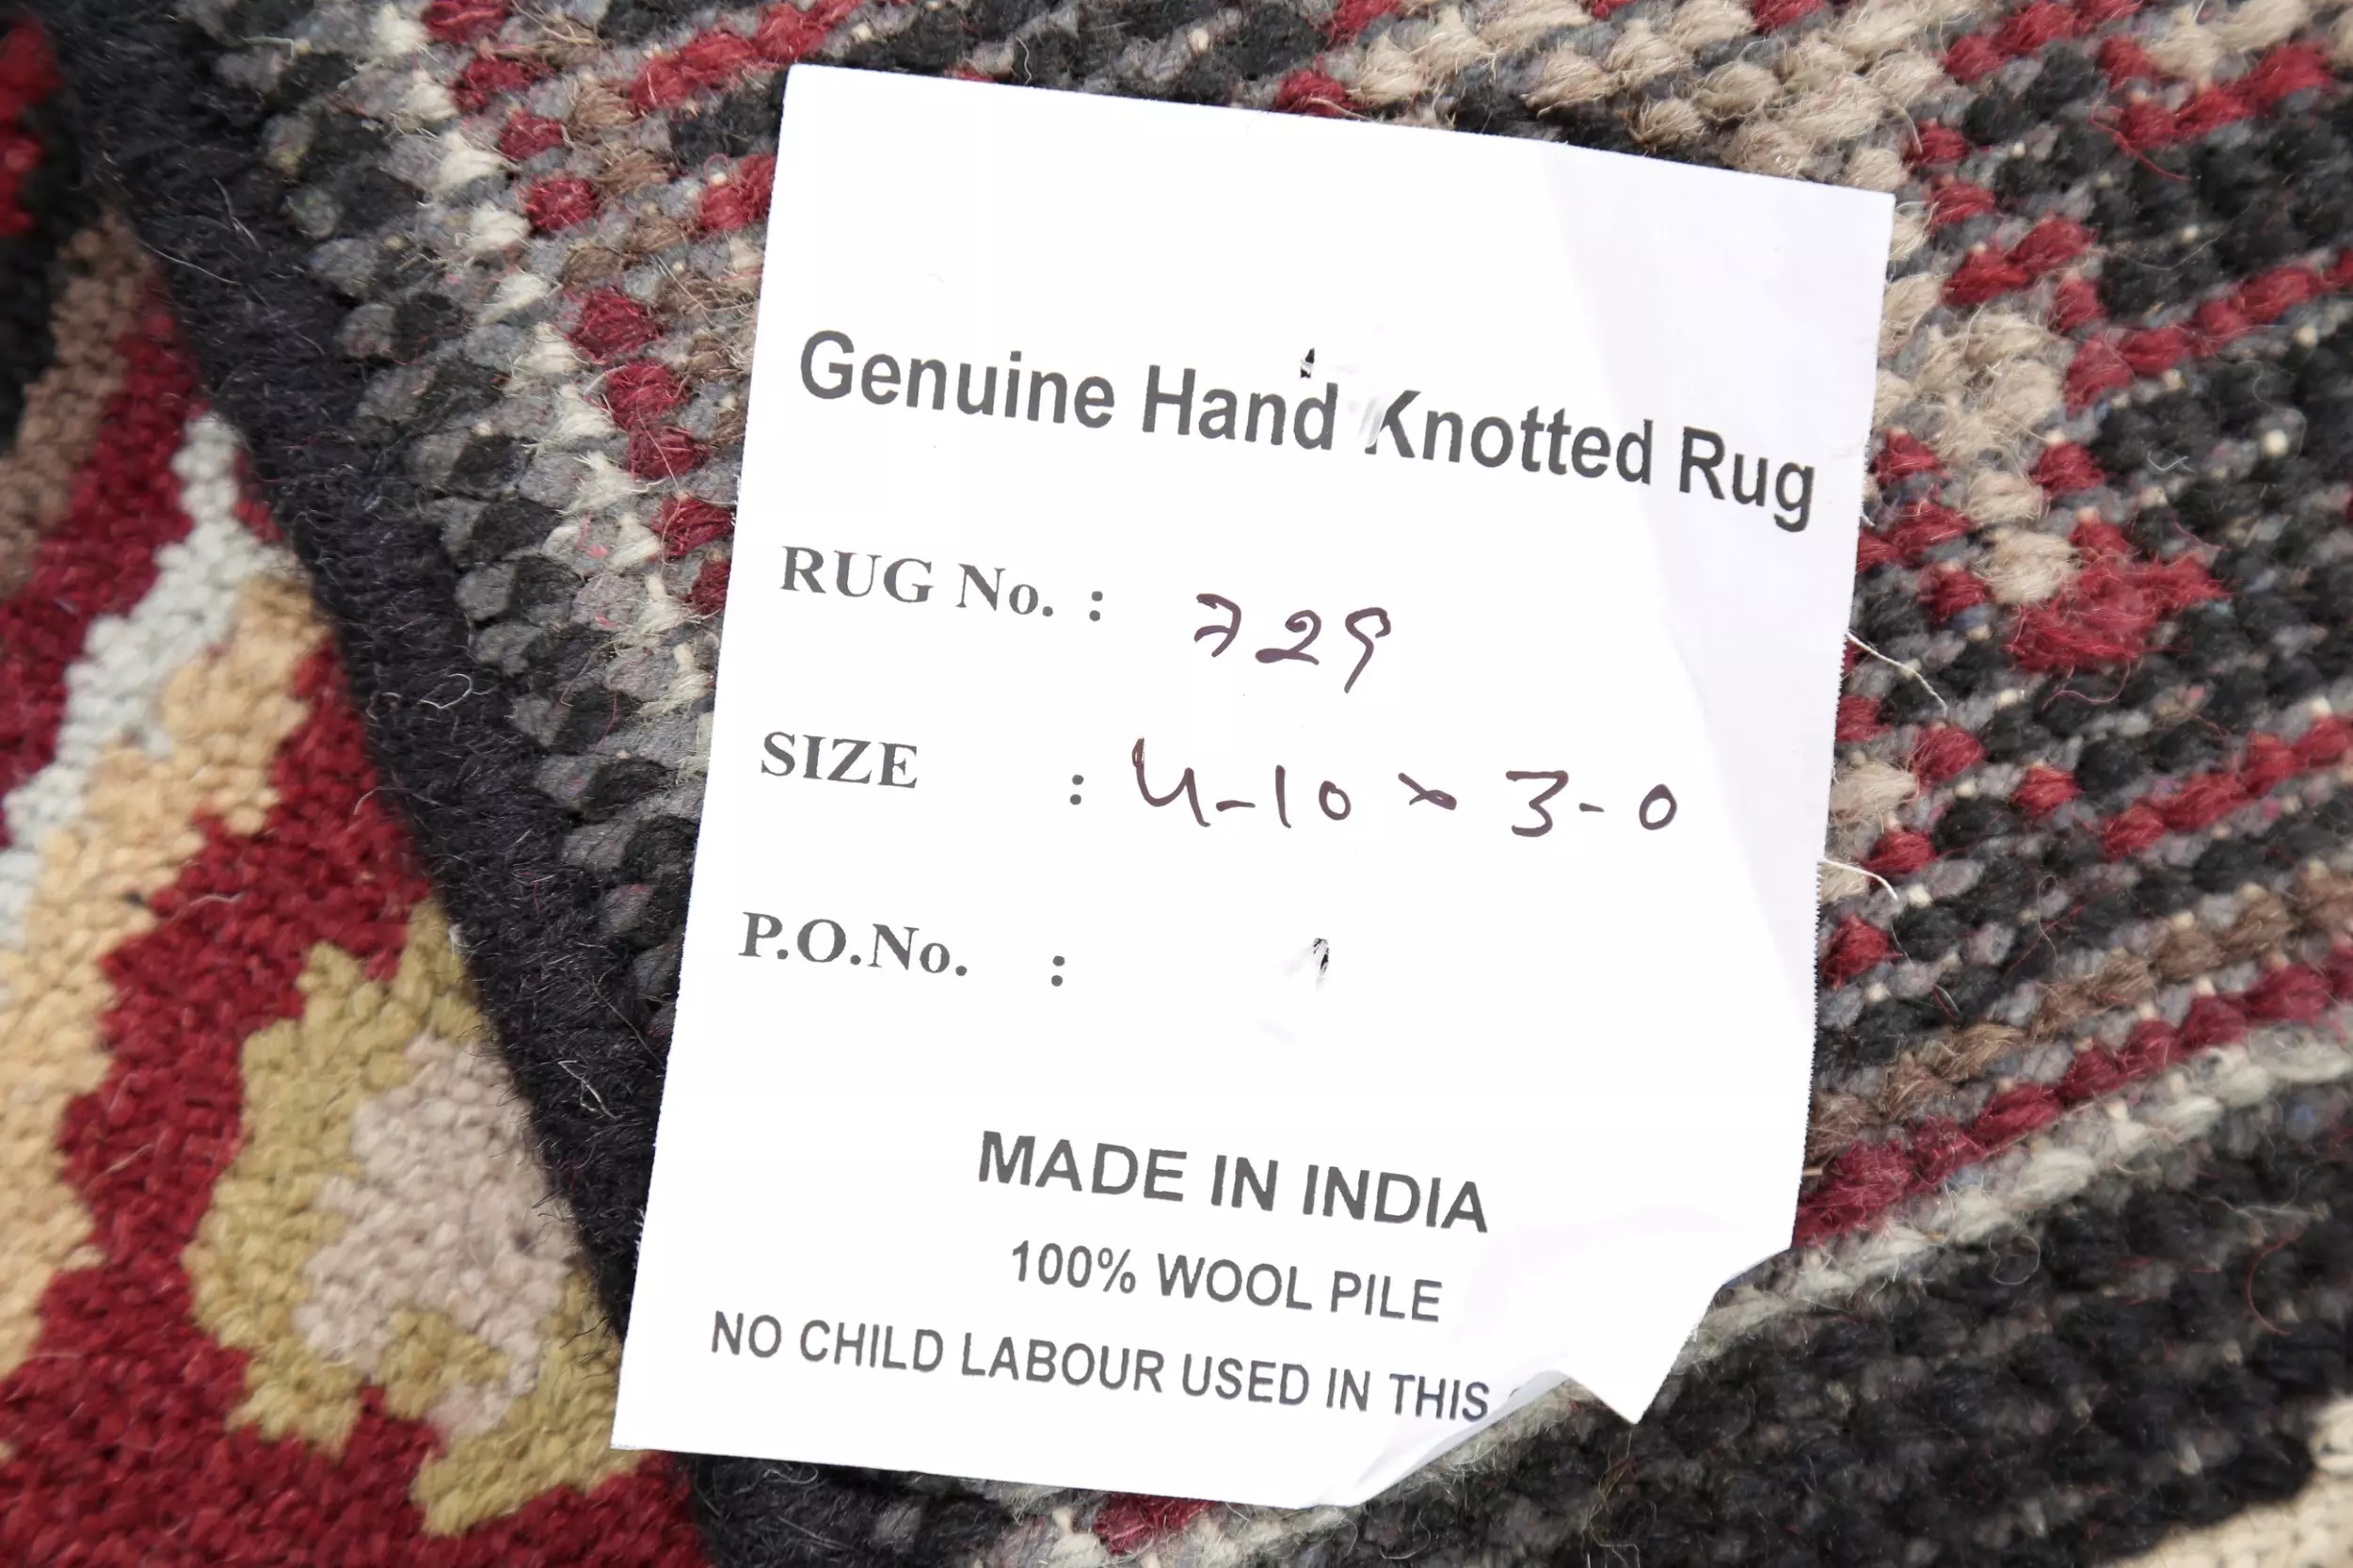 Genuine Hand Knotted Rug
RUG No. : 729
SIZE : 4-10 x 3-0
P.O.No. :
MADE IN INDIA
100% WOOL PILE
NO CHILD LABOUR USED IN THIS